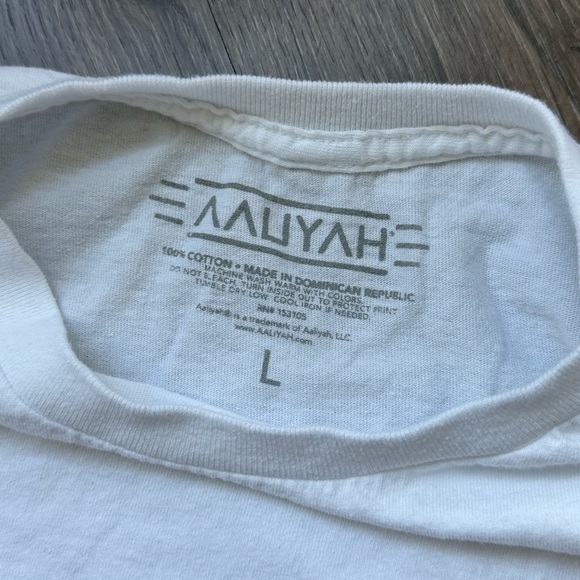 AALIYAH®
100% COTTON • MADE IN DOMINICAN REPUBLIC
MACHINE WASH WARM WITH COLORS.
DO NOT BLEACH. TURN INSIDE OUT TO PROTECT PRINT
TUMBLE DRY LOW. COOL IRON IF NEEDED.
RN# 153105
Aaliyah® is a trademark of Aaliyah, LLC.
www.AALIYAH.com
L